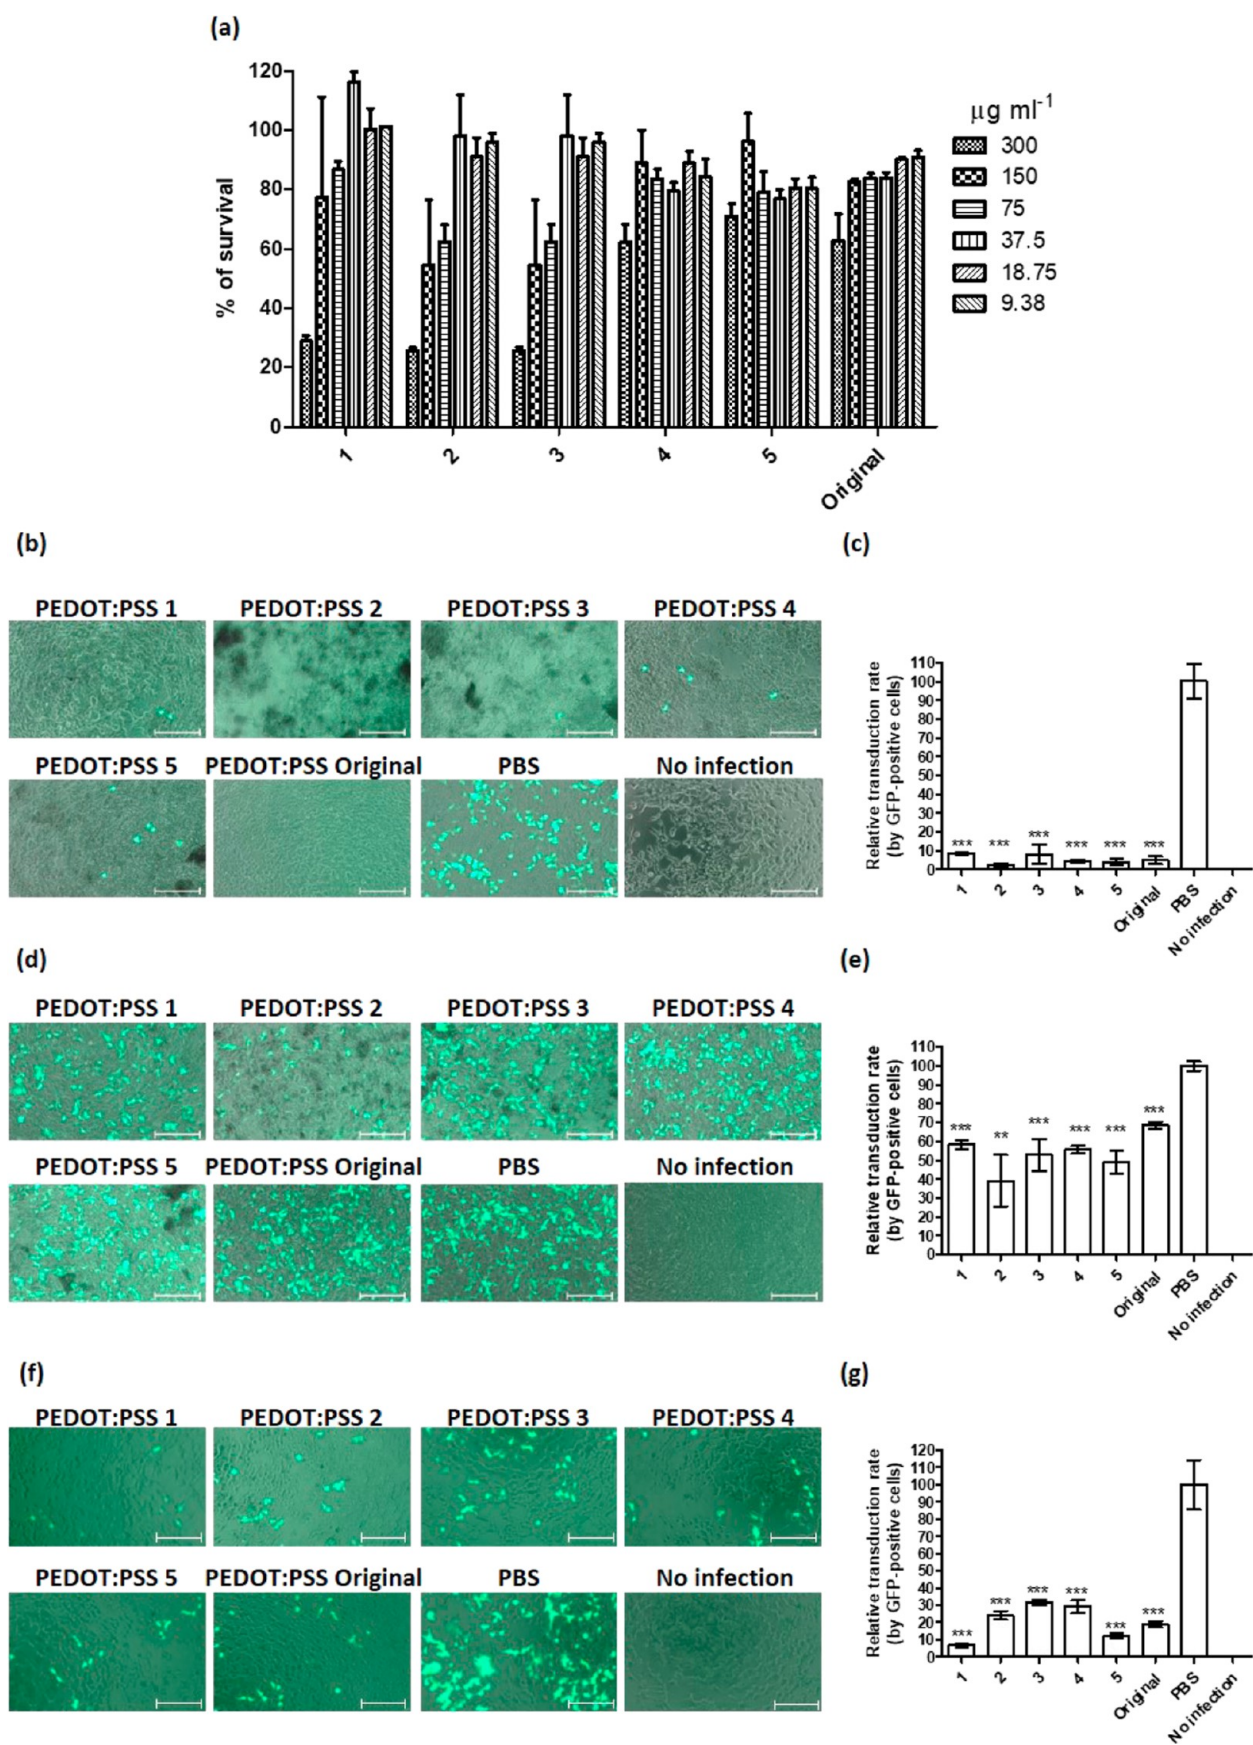 (a)
% of survival
120
100
80
60
40
20
0
1
2
3
4
5
Original
µg ml-1
300
150
75
37.5
18.75
9.38
(b)
PEDOT:PSS 1 PEDOT:PSS 2 PEDOT:PSS 3 PEDOT:PSS 4
PEDOT:PSS 5 PEDOT:PSS Original PBS No infection
(c)
Relative transduction rate
(by GFP-positive cells)
110
100
90
80
70
60
50
40
30
20
10
0
*** *** *** *** *** ***
1
2
3
4
5
Original
PBS
No infection
(d)
PEDOT:PSS 1 PEDOT:PSS 2 PEDOT:PSS 3 PEDOT:PSS 4
PEDOT:PSS 5 PEDOT:PSS Original PBS No infection
(e)
Relative transduction rate
(by GFP-positive cells)
110
100
90
80
70
60
50
40
30
20
10
0
*** ** *** *** *** ***
1
2
3
4
5
Original
PBS
No infection
(f)
PEDOT:PSS 1 PEDOT:PSS 2 PEDOT:PSS 3 PEDOT:PSS 4
PEDOT:PSS 5 PEDOT:PSS Original PBS No infection
(g)
Relative transduction rate
(by GFP-positive cells)
120
110
100
90
80
70
60
50
40
30
20
10
0
*** *** *** *** *** ***
1
2
3
4
5
Original
PBS
No infection